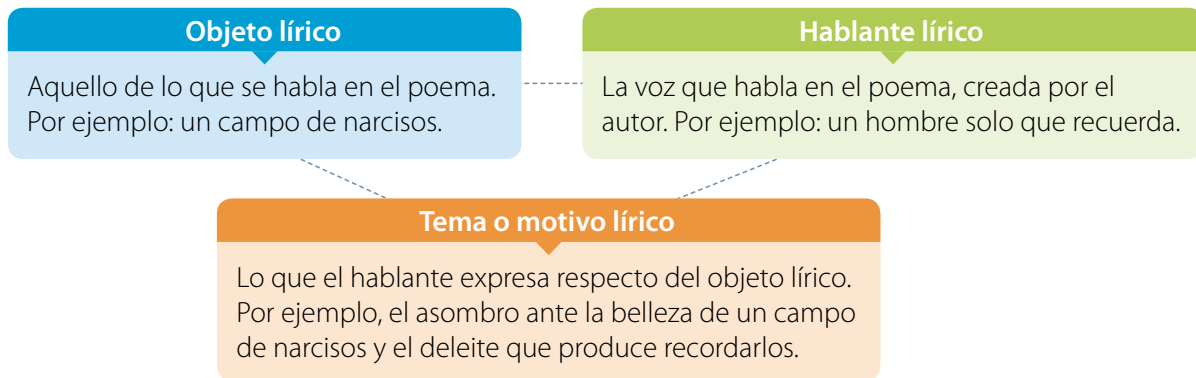 Objeto lírico
Aquello de lo que se habla en el poema.
Por ejemplo: un campo de narcisos.
Hablante lírico
La voz que habla en el poema, creada por el
autor. Por ejemplo: un hombre solo que recuerda.
Tema o motivo lírico
Lo que el hablante expresa respecto del objeto lírico.
Por ejemplo, el asombro ante la belleza de un campo
de narcisos y el deleite que produce recordarlos.